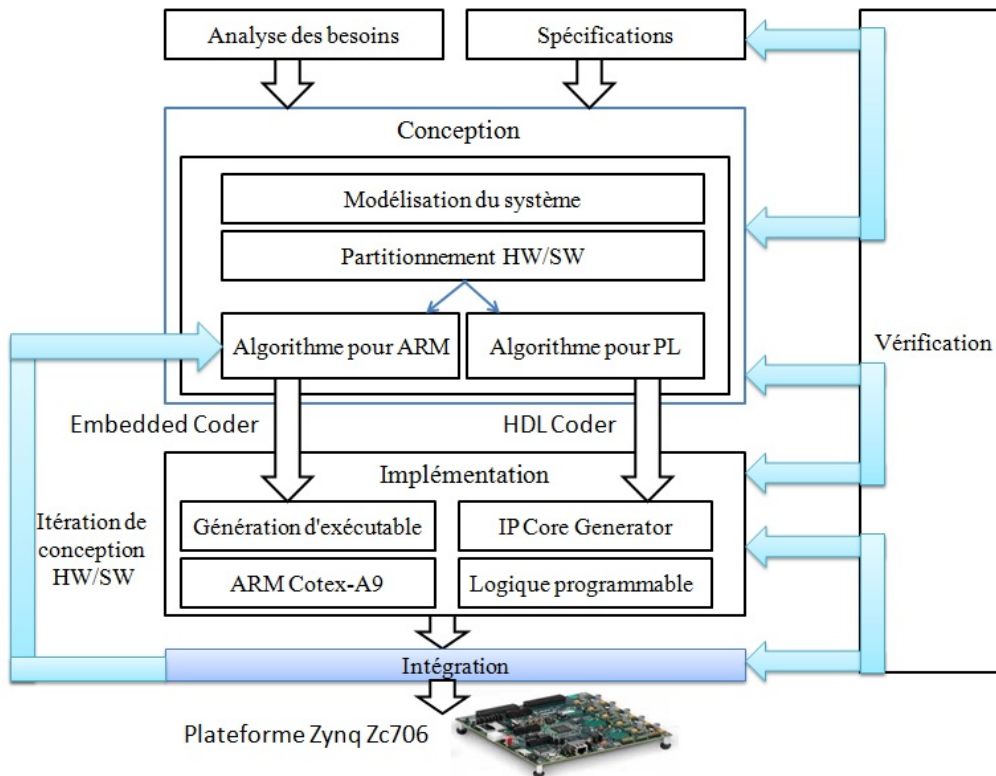 Analyse des besoins
Spécifications
Conception
Modélisation du système
Partitionnement HW/SW
Algorithme pour ARM
Algorithme pour PL
Vérification
Embedded Coder
HDL Coder
Implémentation
Itération de
conception
HW/SW
Génération d'exécutable
IP Core Generator
ARM Cotex-A9
Logique programmable
Intégration
Plateforme Zynq Zc706